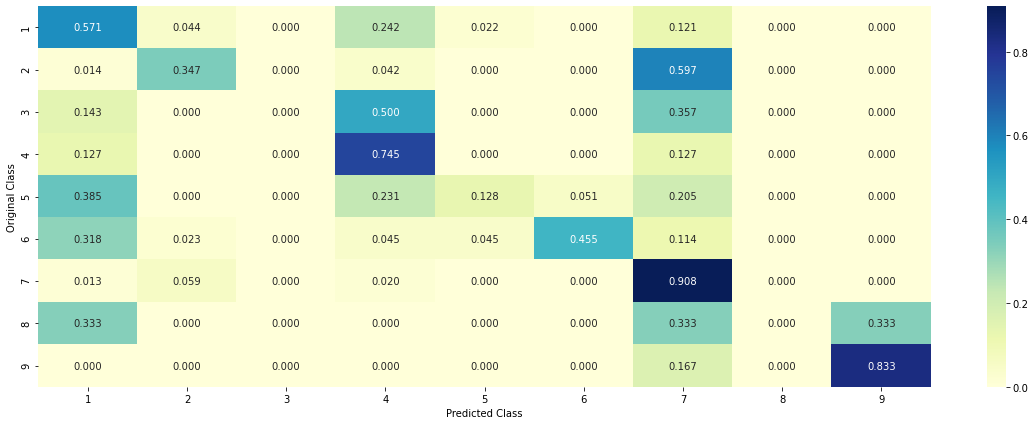 1 0.571 0.044 0.000 0.242 0.022 0.000 0.121 0.000 0.000
2 0.014 0.347 0.000 0.042 0.000 0.000 0.597 0.000 0.000
3 0.143 0.000 0.000 0.500 0.000 0.000 0.357 0.000 0.000
4 0.127 0.000 0.000 0.745 0.000 0.000 0.127 0.000 0.000
5 0.385 0.000 0.000 0.231 0.128 0.051 0.205 0.000 0.000
6 0.318 0.023 0.000 0.045 0.045 0.455 0.114 0.000 0.000
7 0.013 0.059 0.000 0.020 0.000 0.000 0.908 0.000 0.000
8 0.333 0.000 0.000 0.000 0.000 0.000 0.333 0.000 0.333
9 0.000 0.000 0.000 0.000 0.000 0.000 0.167 0.000 0.833
1 2 3 4 5 6 7 8 9
Predicted Class
Original Class
0.8
0.6
0.4
0.2
0.0